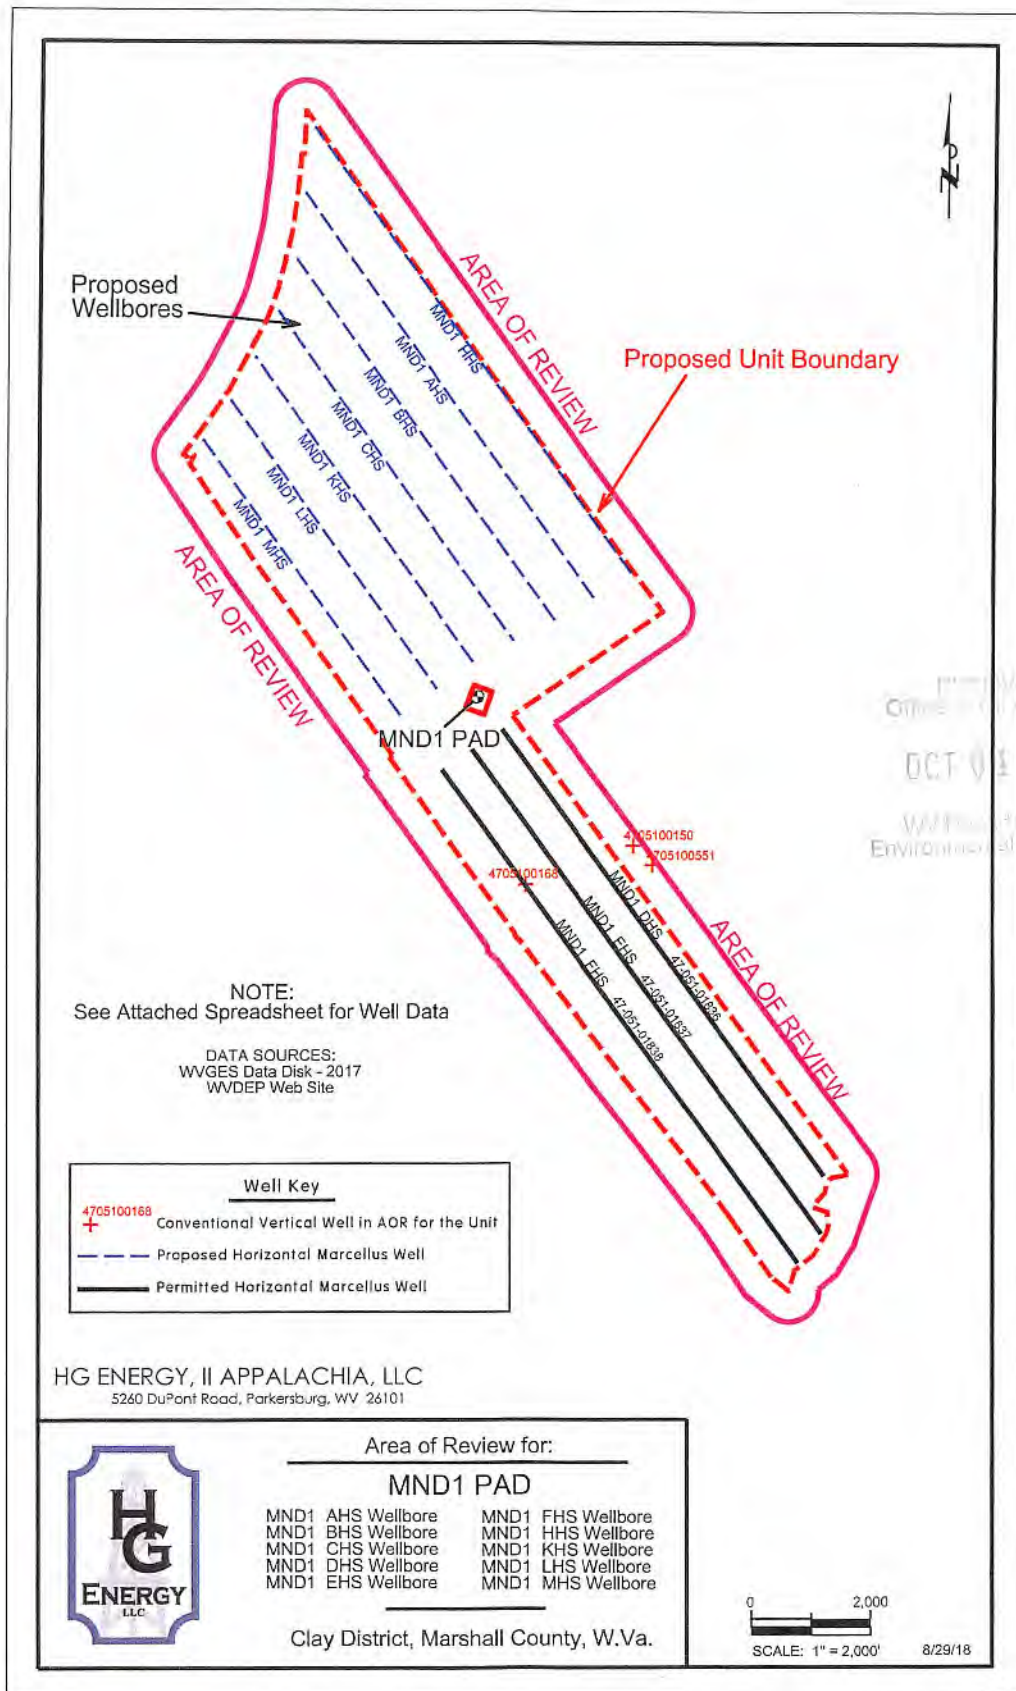 AREA OF REVIEW
Proposed
Wellbores
Proposed Unit Boundary
MND1 HHS
MND1 AHS
MND1 BHS
MND1 CHS
MND1 KHS
MND1 LHS
MND1 MHS
AREA OF REVIEW
MND1 PAD
4705100150
4705100551
4705100168
MND1 DHS 47-051-01836
MND1 EHS 47-051-01837
MND1 FHS 47-051-01838
AREA OF REVIEW
NOTE:
See Attached Spreadsheet for Well Data
DATA SOURCES:
WVGES Data Disk - 2017
WVDEP Web Site
Well Key
4705100168
Conventional Vertical Well in AOR for the Unit
Proposed Horizontal Marcellus Well
Permitted Horizontal Marcellus Well
HG ENERGY, II APPALACHIA, LLC
5260 DuPont Road, Parkersburg, WV 26101
HG
ENERGY
LLC
Area of Review for:
MND1 PAD
MND1 AHS Wellbore MND1 FHS Wellbore
MND1 BHS Wellbore MND1 HHS Wellbore
MND1 CHS Wellbore MND1 KHS Wellbore
MND1 DHS Wellbore MND1 LHS Wellbore
MND1 EHS Wellbore MND1 MHS Wellbore
Clay District, Marshall County, W.Va.
0 2,000
SCALE: 1" = 2,000'
8/29/18